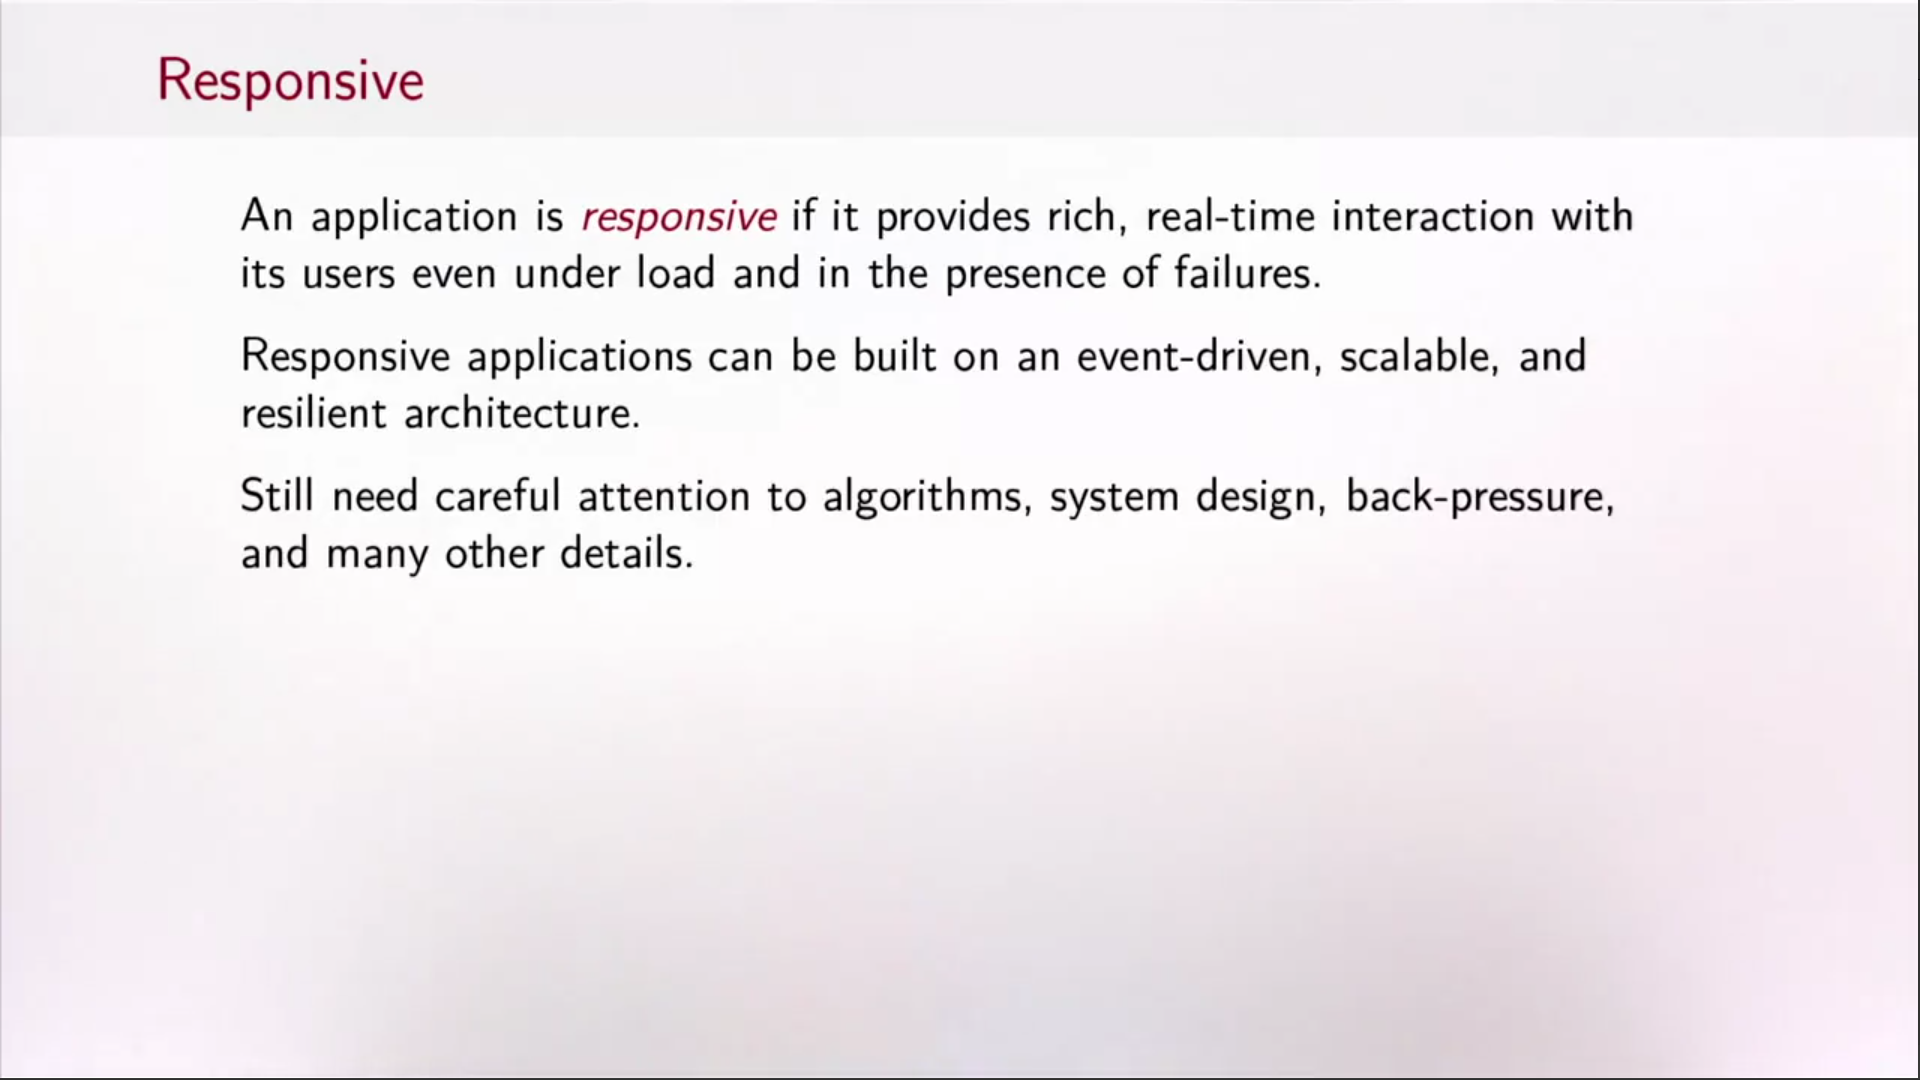 Responsive
An application is responsive if it provides rich, real-time interaction with
its users even under load and in the presence of failures.
Responsive applications can be built on an event-driven, scalable, and
resilient architecture.
Still need careful attention to algorithms, system design, back-pressure,
and many other details.